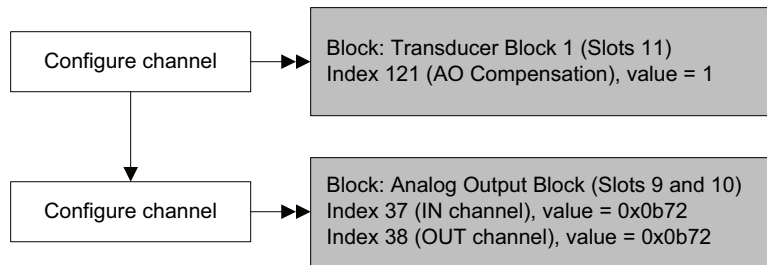 Configure channel
Block: Transducer Block 1 (Slots 11)
Index 121 (AO Compensation), value = 1
Configure channel
Block: Analog Output Block (Slots 9 and 10)
Index 37 (IN channel), value = 0x0b72
Index 38 (OUT channel), value = 0x0b72